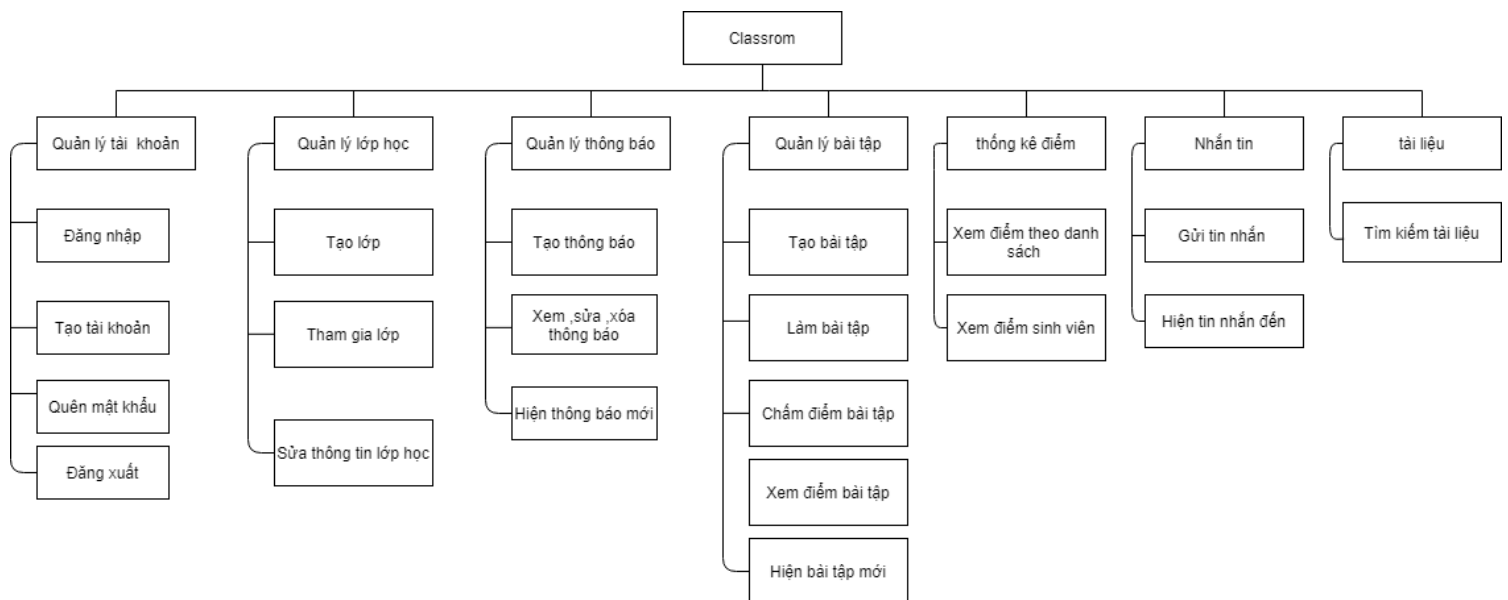 Classrom
Quản lý tài khoản
Đăng nhập
Tạo tài khoản
Quên mật khẩu
Đăng xuất
Quản lý lớp học
Tạo lớp
Tham gia lớp
Sửa thông tin lớp học
Quản lý thông báo
Tạo thông báo
Xem ,sửa ,xóa
thông báo
Hiện thông báo mới
Quản lý bài tập
Tạo bài tập
Làm bài tập
Chấm điểm bài tập
Xem điểm bài tập
Hiện bài tập mới
thống kê điểm
Xem điểm theo danh
sách
Xem điểm sinh viên
Nhắn tin
Gửi tin nhắn
Hiện tin nhắn đến
tài liệu
Tìm kiếm tài liệu